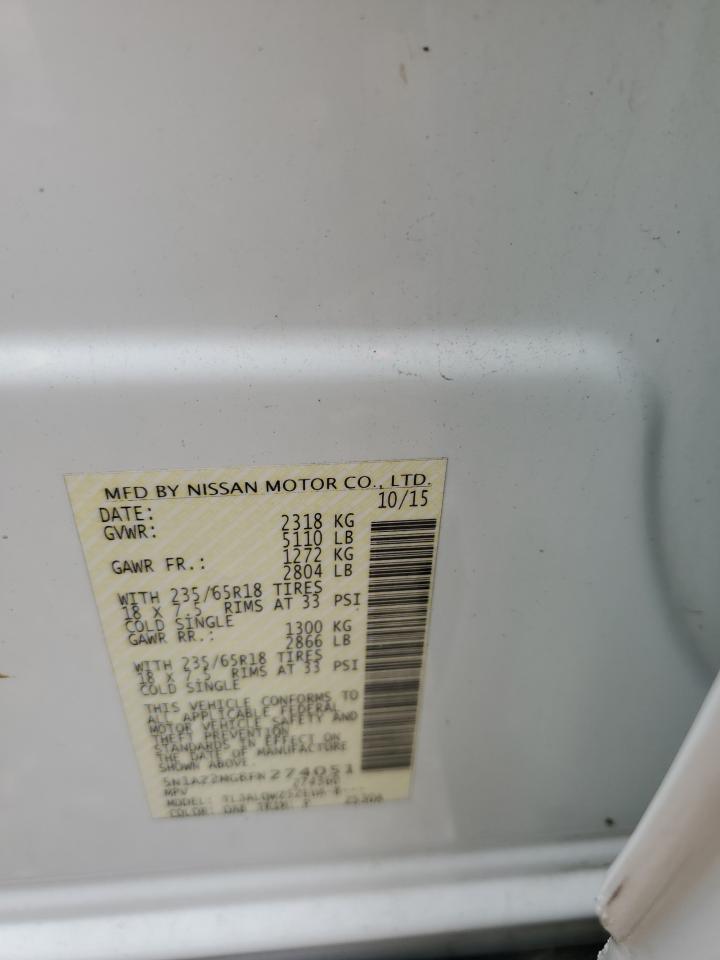 MFD BY NISSAN MOTOR CO., LTD.
DATE: 10/15
GVWR: 2318 KG
5110 LB
GAWR FR.: 1272 KG
2804 LB
WITH 235/65R18 TIRES
18 X 7.5 RIMS AT 33 PSI
COLD SINGLE
GAWR RR.: 1300 KG
2866 LB
WITH 235/65R18 TIRES
18 X 7.5 RIMS AT 33 PSI
COLD SINGLE
THIS VEHICLE CONFORMS TO
ALL APPLICABLE FEDERAL
MOTOR VEHICLE SAFETY AND
THEFT PREVENTION
STANDARDS IN EFFECT ON
THE DATE OF MANUFACTURE
SHOWN ABOVE.
274051
MPV
MODEL:
COLOR: TRIM: